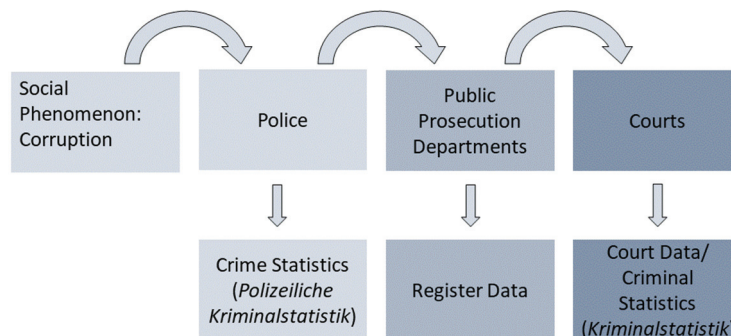 Social
Phenomenon:
Corruption
Police
Public
Prosecution
Departments
Courts
Crime Statistics
(Polizeiliche
Kriminalstatistik)
Register Data
Court Data/
Criminal
Statistics
(Kriminalstatistik)